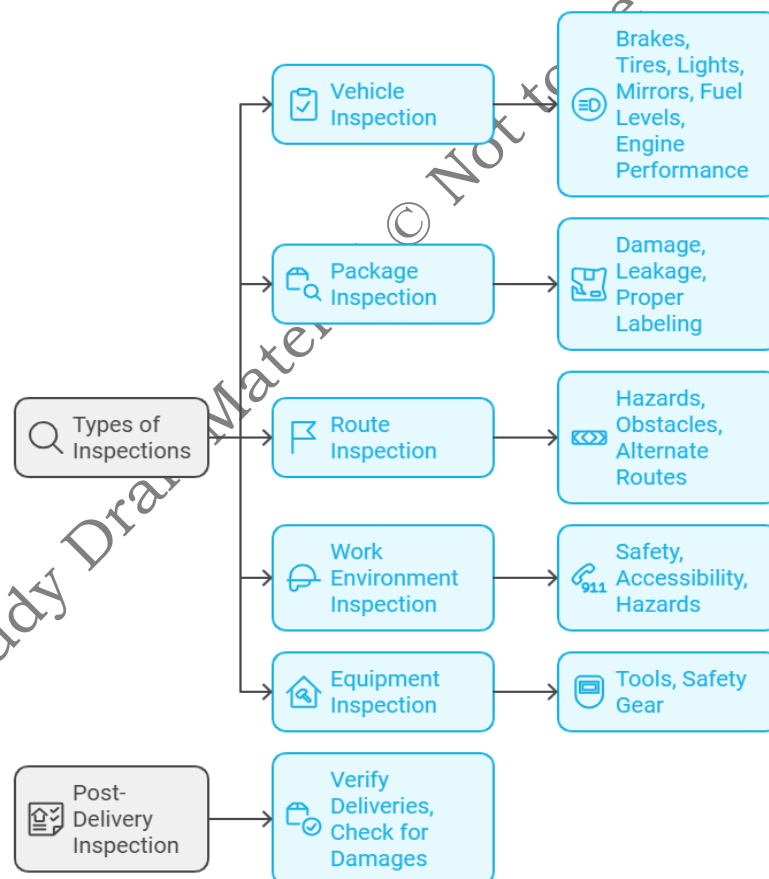 Vehicle
Inspection
Brakes,
Tires, Lights,
Mirrors, Fuel
Levels,
Engine
Performance
Package
Inspection
Damage,
Leakage,
Proper
Labeling
Types of
Inspections
Route
Inspection
Hazards,
Obstacles,
Alternate
Routes
Work
Environment
Inspection
911
Safety,
Accessibility,
Hazards
Equipment
Inspection
Tools, Safety
Gear
Post-
Delivery
Inspection
Verify
Deliveries,
Check for
Damages
© Not to